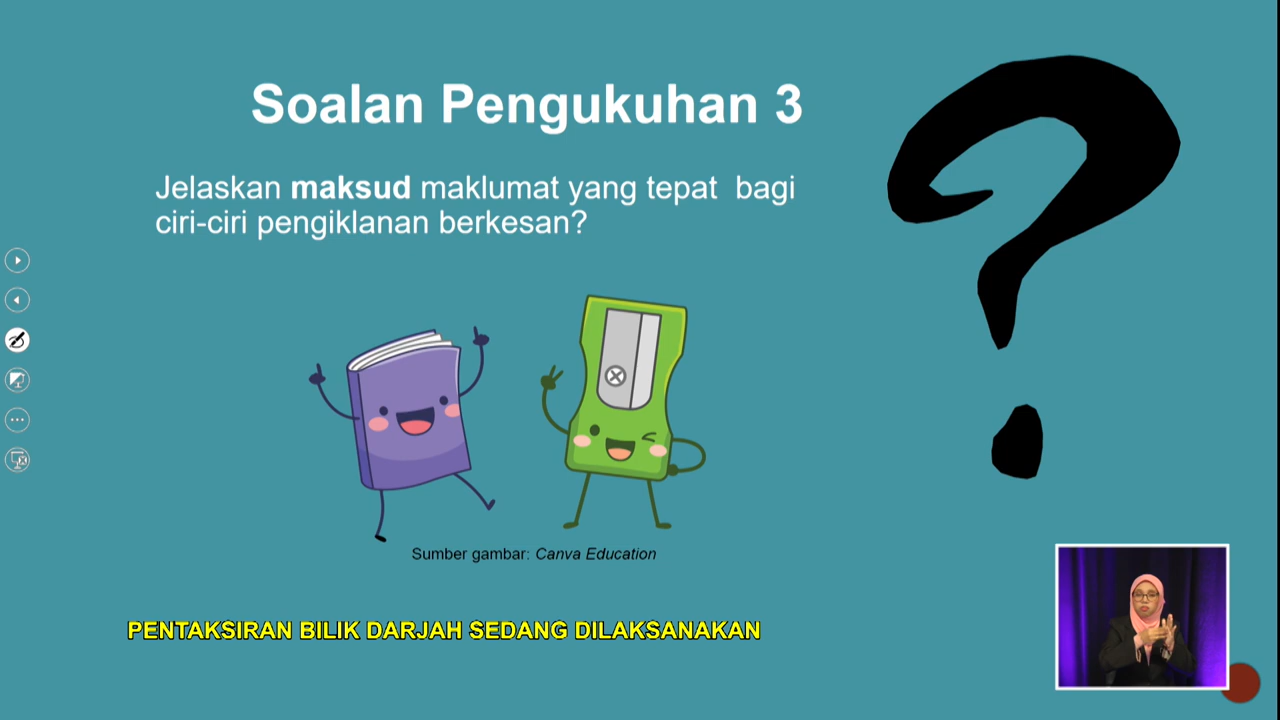 Soalan Pengukuhan 3
Jelaskan maksud maklumat yang tepat  bagi
ciri-ciri pengiklanan berkesan?
Sumber gambar: Canva Education
PENTAKSIRAN BILIK DARJAH SEDANG DILAKSANAKAN